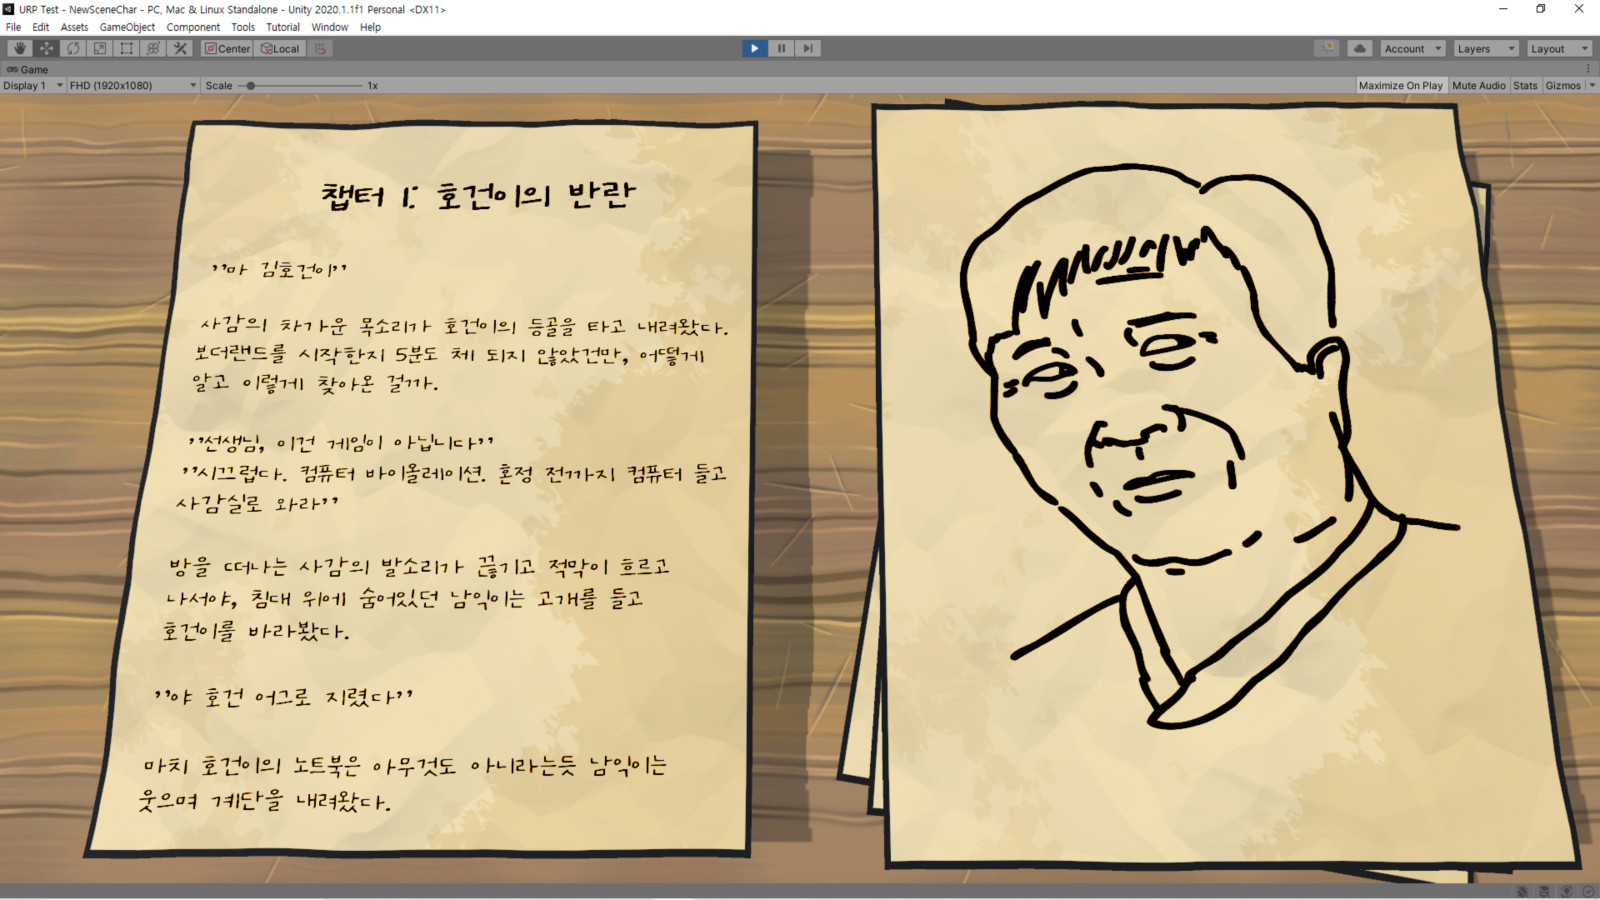 URP Test - NewSceneChar - PC, Mac & Linux Standalone - Unity 2020.1.1f1 Personal <DX11>
File Edit Assets GameObject Component Tools Tutorial Window Help
Center Local Account Layers Layout
Game
Display 1 FHD (1920x1080) Scale 1x Maximize On Play Mute Audio Stats Gizmos
챕터 1: 호건이의 반란
"마 김호건이"
사감의 차가운 목소리가 호건이의 등골을 타고 내려왔다.
보더랜드를 시작한지 5분도 체 되지 않았건만, 어떻게
알고 이렇게 찾아온 걸까.
"선생님, 이건 게임이 아닙니다"
"시끄럽다. 컴퓨터 바이올레이션. 혼정 전까지 컴퓨터 들고
사감실로 와라"
방을 떠나는 사감의 발소리가 끊기고 적막이 흐르고
나서야, 침대 위에 숨어있던 남익이는 고개를 들고
호건이를 바라봤다.
"야 호건 어그로 지렸다"
마치 호건이의 노트북은 아무것도 아니라는듯 남익이는
웃으며 계단을 내려왔다.